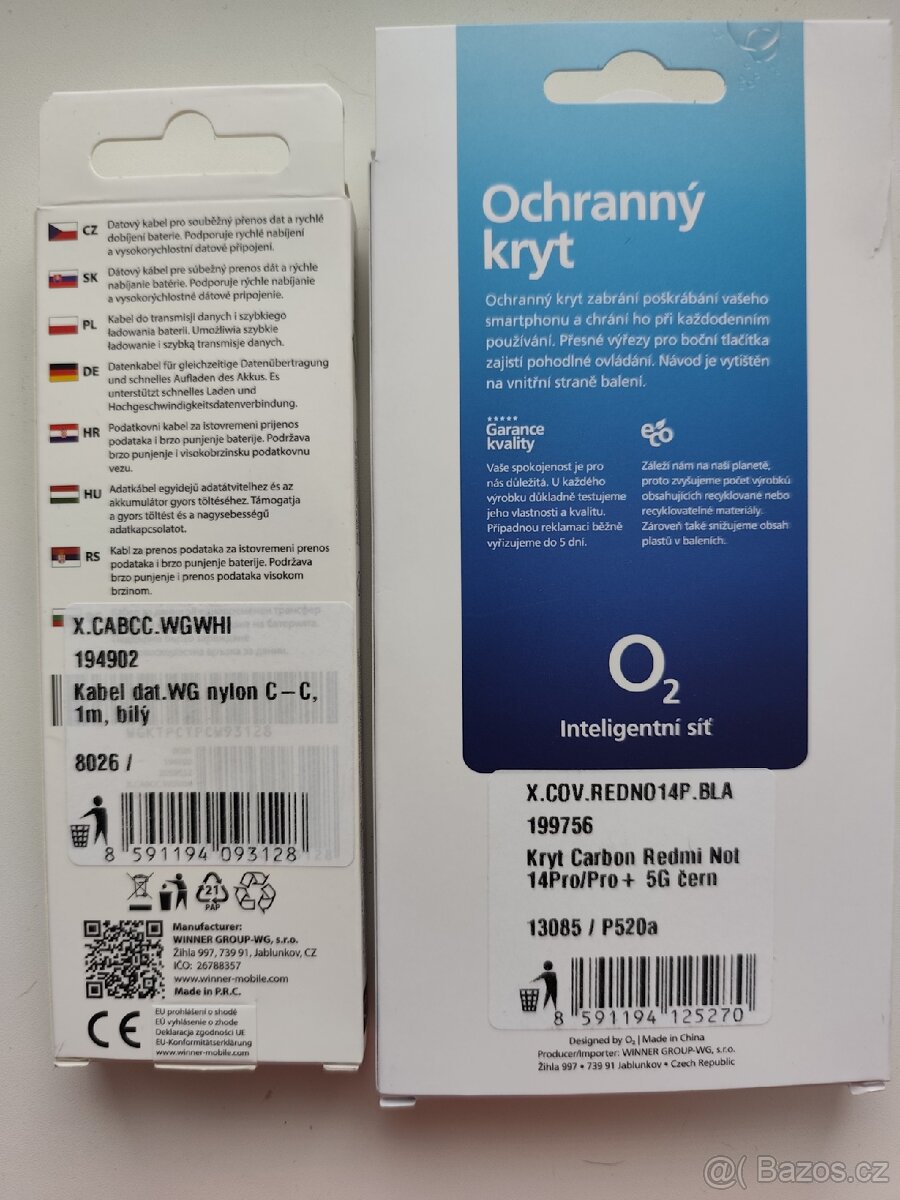 CZ
Datový kabel pro souběžný přenos dat a rychlé
dobíjení baterie. Podporuje rychlé nabíjení
a vysokorychlostní datové připojení.
SK
Dátový kábel pre súbežný prenos dát a rýchle
nabíjanie batérie. Podporuje rýchle nabíjanie
a vysokorýchlostné dátové pripojenie.
PL
Kabel do transmisji danych i szybkiego
ładowania baterii. Umożliwia szybkie
ładowanie i szybką transmisje danych.
DE
Datenkabel für gleichzeitige Datenübertragung
und schnelles Aufladen des Akkus. Es
unterstützt schnelles Laden und
Hochgeschwindigkeitsdatenverbindung.
HR
Podatkovni kabel za istovremeni prijenos
podataka i brzo punjenje baterije. Podržava
brzo punjenje i visokobrzinsku podatkovnu
vezu.
HU
Adatkábel egyidejű adatátvitelhez és az
akkumulátor gyors töltéséhez. Támogatja
a gyors töltést és a nagysebességű
adatkapcsolatot.
RS
Kabl za prenos podataka za istovremeni prenos
podataka i brzo punjenje baterije. Podržava
brzo punjenje i prenos podataka visokom
brzinom.
X.CABCC.WGWHI
194902
Kabel dat.WG nylon C–C,
1m, bílý
8026 /
8 591194 093128
21
PAP
Manufacturer:
WINNER GROUP-WG, s.r.o.
Žihla 997, 739 91, Jablunkov, CZ
IČO: 26788357
www.winner-mobile.com
Made in P.R.C.
CE
EU prohlášení o shodě
EÚ vyhlásenie o zhode
Deklaracja zgodności UE
EU-Konformitätserklärung
www.winner-mobile.com
Ochranný
kryt
Ochranný kryt zabrání poškrábání vašeho
smartphonu a chrání ho při každodenním
používání. Přesné výřezy pro boční tlačítka
zajistí pohodlné ovládání. Návod je vytištěn
na vnitřní straně balení.
Garance
kvality
Vaše spokojenost je pro
nás důležitá. U každého
výrobku důkladně testujeme
jeho vlastnosti a kvalitu.
Případnou reklamaci běžně
vyřizujeme do 5 dní.
eco
Záleží nám na naší planetě,
proto zvyšujeme počet výrobků
obsahujících recyklované nebo
recyklovatelné materiály.
Zároveň také snižujeme obsah
plastů v baleních.
O2
Inteligentní síť
X.COV.REDNO14P.BLA
199756
Kryt Carbon Redmi Not
14Pro/Pro+ 5G čern
13085 / P520a
8 591194 125270
Designed by O2 | Made in China
Producer/Importer: WINNER GROUP-WG, s.r.o.
Žihla 997 • 739 91 Jablunkov • Czech Republic
@( Bazos.cz